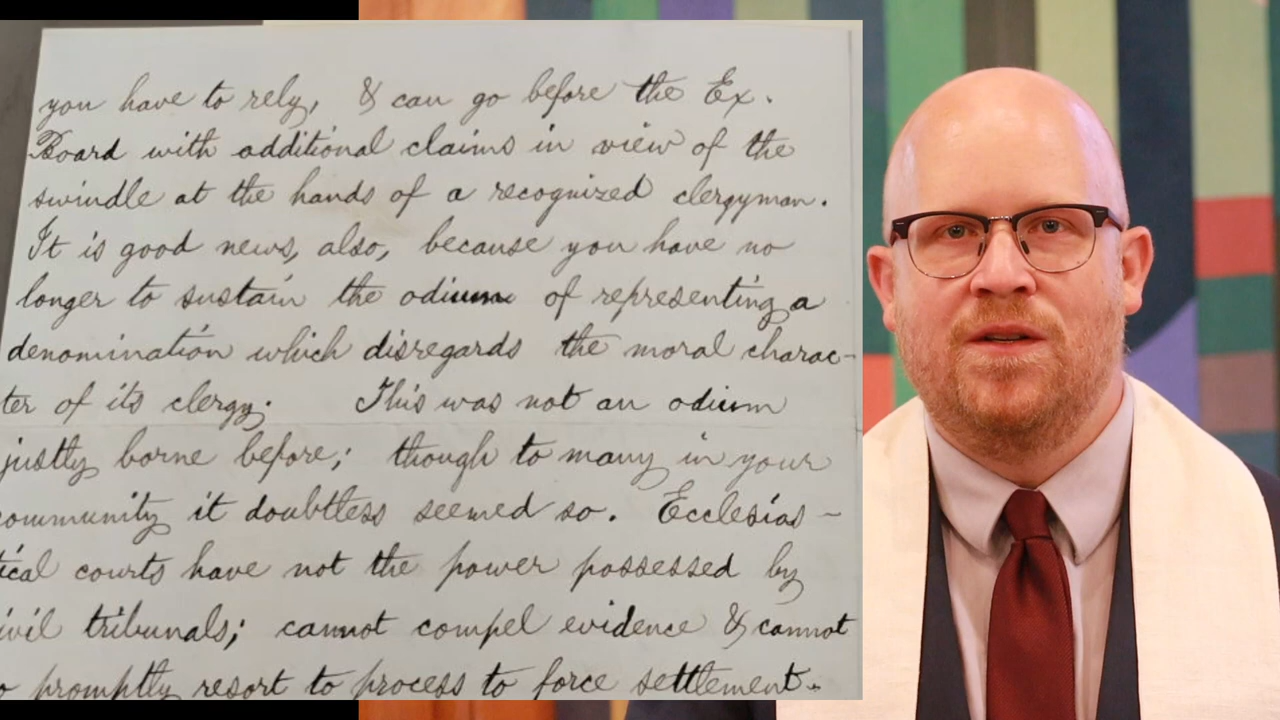 you have to rely, & can go before the Ex.
Board with additional claims in view of the
swindle at the hands of a recognized clergyman.
It is good news, also, because you have no
longer to sustain the odium of representing a
denomination which disregards the moral charac-
ter of its clergy. This was not an odium
justly borne before; though to many in your
community it doubtless seemed so. Ecclesias-
tical courts have not the power possessed by
ivil tribunals; cannot compel evidence & cannot
o promptly resort to process to force settlement.